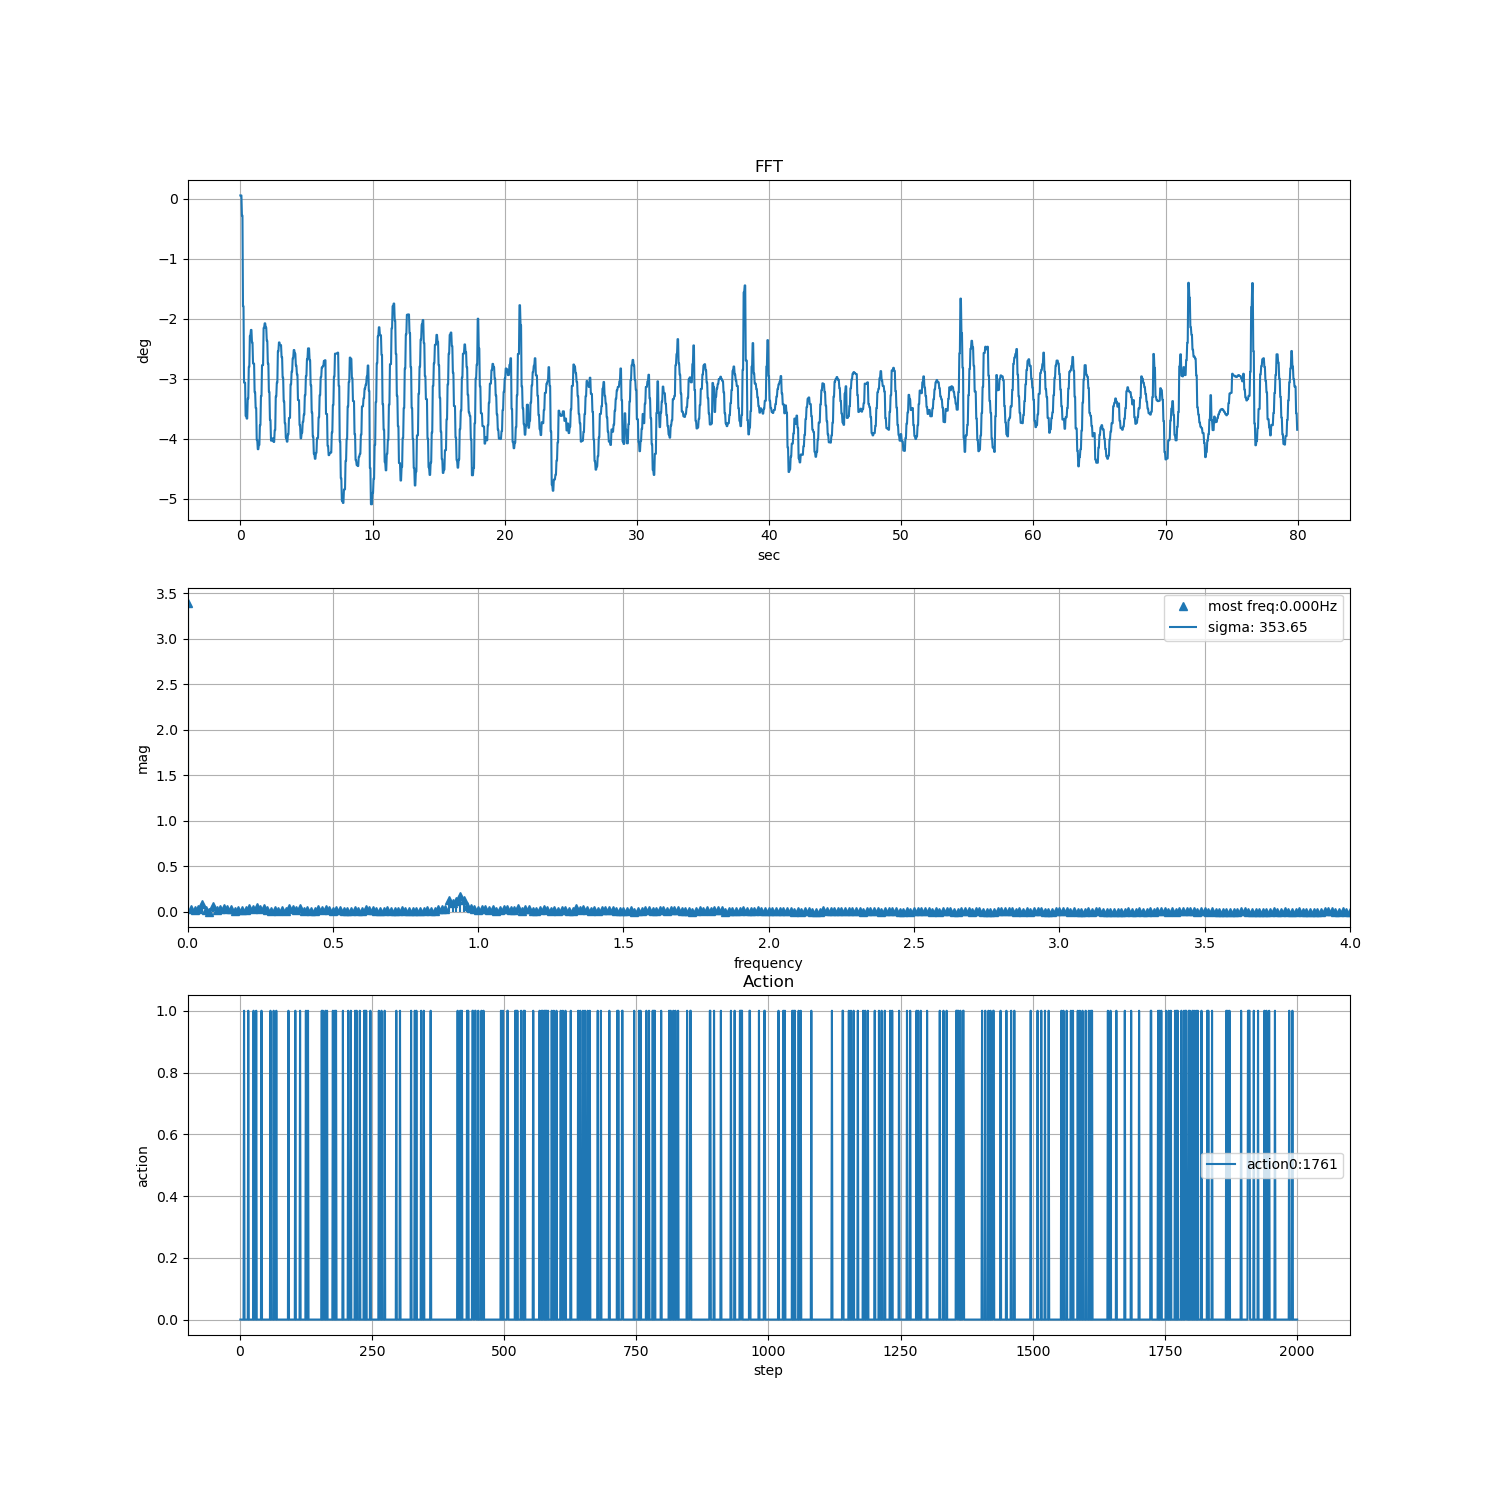 FFT
0
−1
−2
−3
−4
−5
deg
0 10 20 30 40 50 60 70 80
sec
3.5
3.0
2.5
2.0
1.5
1.0
0.5
0.0
mag
most freq:0.000Hz
sigma: 353.65
0.0 0.5 1.0 1.5 2.0 2.5 3.0 3.5 4.0
frequency
Action
1.0
0.8
0.6
0.4
0.2
0.0
action
action0:1761
0 250 500 750 1000 1250 1500 1750 2000
step